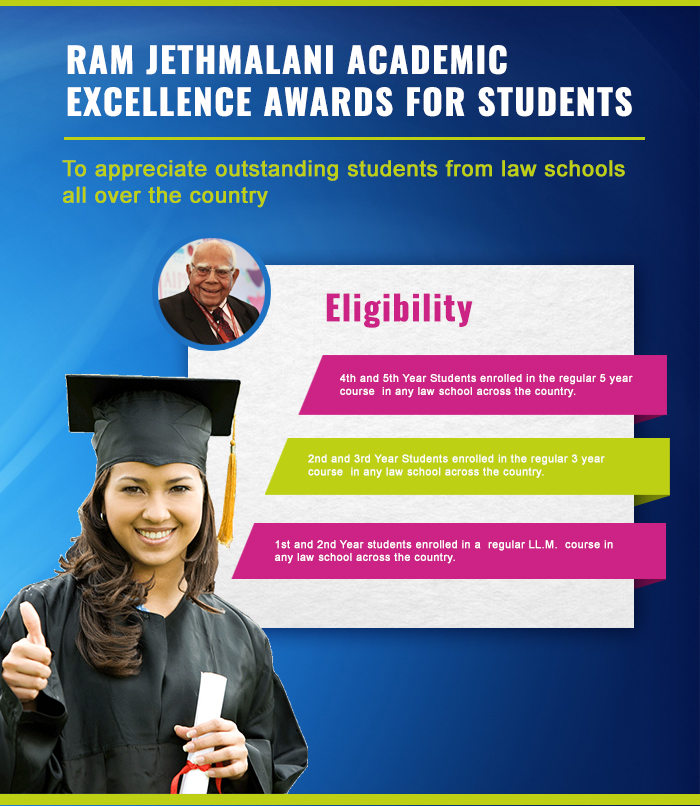 RAM JETHMALANI ACADEMIC
EXCELLENCE AWARDS FOR STUDENTS
To appreciate outstanding students from law schools
all over the country
Eligibility
4th and 5th Year Students enrolled in the regular 5 year
course in any law school across the country.
2nd and 3rd Year Students enrolled in the regular 3 year
course in any law school across the country.
1st and 2nd Year students enrolled in a regular LL.M. course in
any law school across the country.